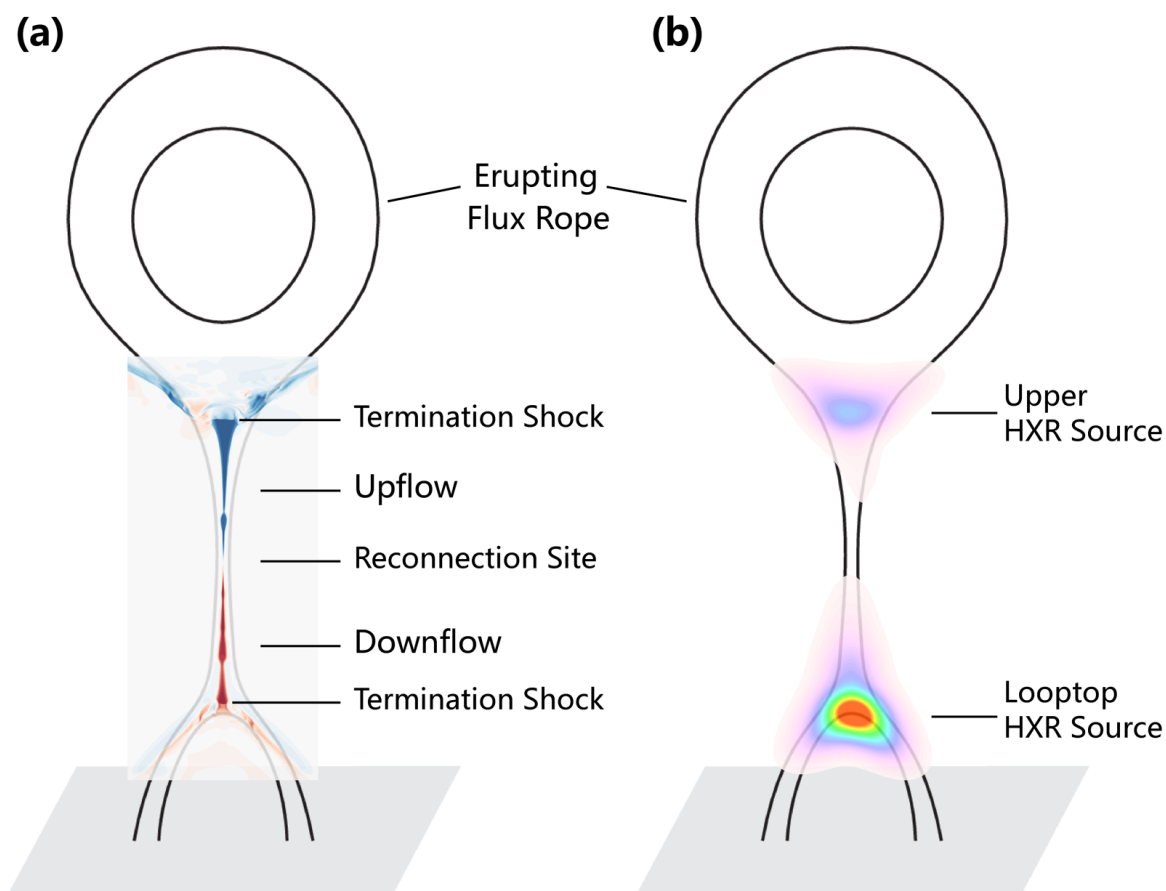 (a)
(b)
Erupting
Flux Rope
Termination Shock
Upflow
Reconnection Site
Downflow
Termination Shock
Upper
HXR Source
Looptop
HXR Source